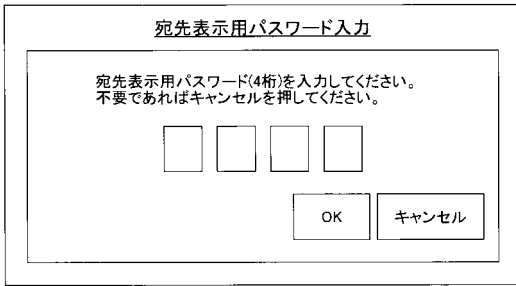 宛先表示用パスワード入力
宛先表示用パスワード(4桁)を入力してください。
不要であればキャンセルを押してください。
OK
キャンセル